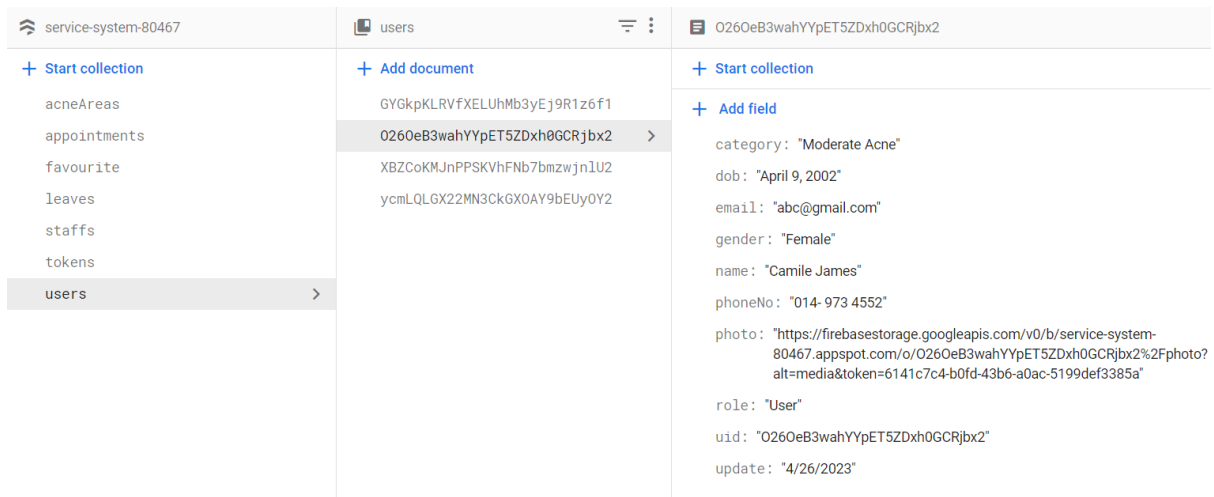 service-system-80467
Start collection
acneAreas
appointments
favourite
leaves
staffs
tokens
users
users
Add document
GYGkpKLRVfXELUhMb3yEj9R1z6f1
O26OeB3wahYYpET5ZDxh0GCRjbx2
XBZCoKMJnPPSKVhFNb7bmzwjnlU2
ycmLQLGX22MN3CkGXOAY9bEUyOY2
O26OeB3wahYYpET5ZDxh0GCRjbx2
Start collection
Add field
category: "Moderate Acne"
dob: "April 9, 2002"
email: "abc@gmail.com"
gender: "Female"
name: "Camile James"
phoneNo: "014- 973 4552"
photo: "https://firebasestorage.googleapis.com/v0/b/service-system-
80467.appspot.com/o/O26OeB3wahYYpET5ZDxh0GCRjbx2%2Fphoto?
alt=media&token=6141c7c4-b0fd-43b6-a0ac-5199def3385a"
role: "User"
uid: "O26OeB3wahYYpET5ZDxh0GCRjbx2"
update: "4/26/2023"